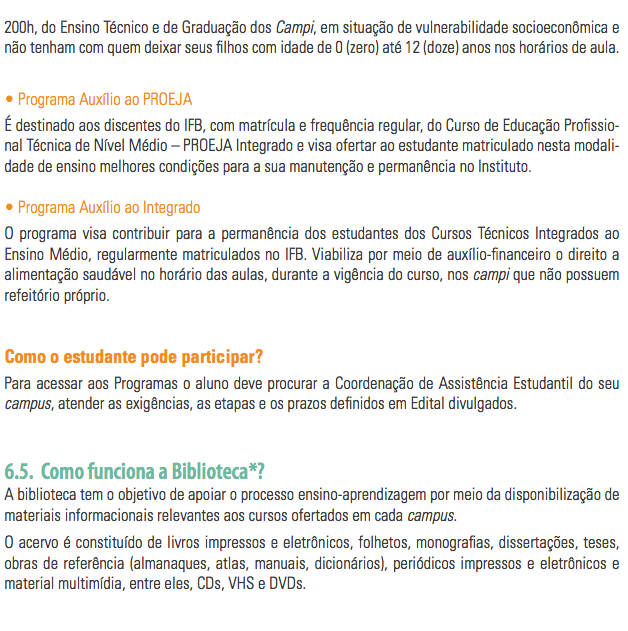 200h, do Ensino Técnico e de Graduação dos Campi, em situação de vulnerabilidade socioeconômica e
não tenham com quem deixar seus filhos com idade de 0 (zero) até 12 (doze) anos nos horários de aula.
• Programa Auxílio ao PROEJA
É destinado aos discentes do IFB, com matrícula e frequência regular, do Curso de Educação Profissio-
nal Técnica de Nível Médio – PROEJA Integrado e visa ofertar ao estudante matriculado nesta modali-
dade de ensino melhores condições para a sua manutenção e permanência no Instituto.
• Programa Auxílio ao Integrado
O programa visa contribuir para a permanência dos estudantes dos Cursos Técnicos Integrados ao
Ensino Médio, regularmente matriculados no IFB. Viabiliza por meio de auxílio-financeiro o direito a
alimentação saudável no horário das aulas, durante a vigência do curso, nos campi que não possuem
refeitório próprio.
Como o estudante pode participar?
Para acessar aos Programas o aluno deve procurar a Coordenação de Assistência Estudantil do seu
campus, atender as exigências, as etapas e os prazos definidos em Edital divulgados.
6.5. Como funciona a Biblioteca*?
A biblioteca tem o objetivo de apoiar o processo ensino-aprendizagem por meio da disponibilização de
materiais informacionais relevantes aos cursos ofertados em cada campus.
O acervo é constituído de livros impressos e eletrônicos, folhetos, monografias, dissertações, teses,
obras de referência (almanaques, atlas, manuais, dicionários), periódicos impressos e eletrônicos e
material multimídia, entre eles, CDs, VHS e DVDs.